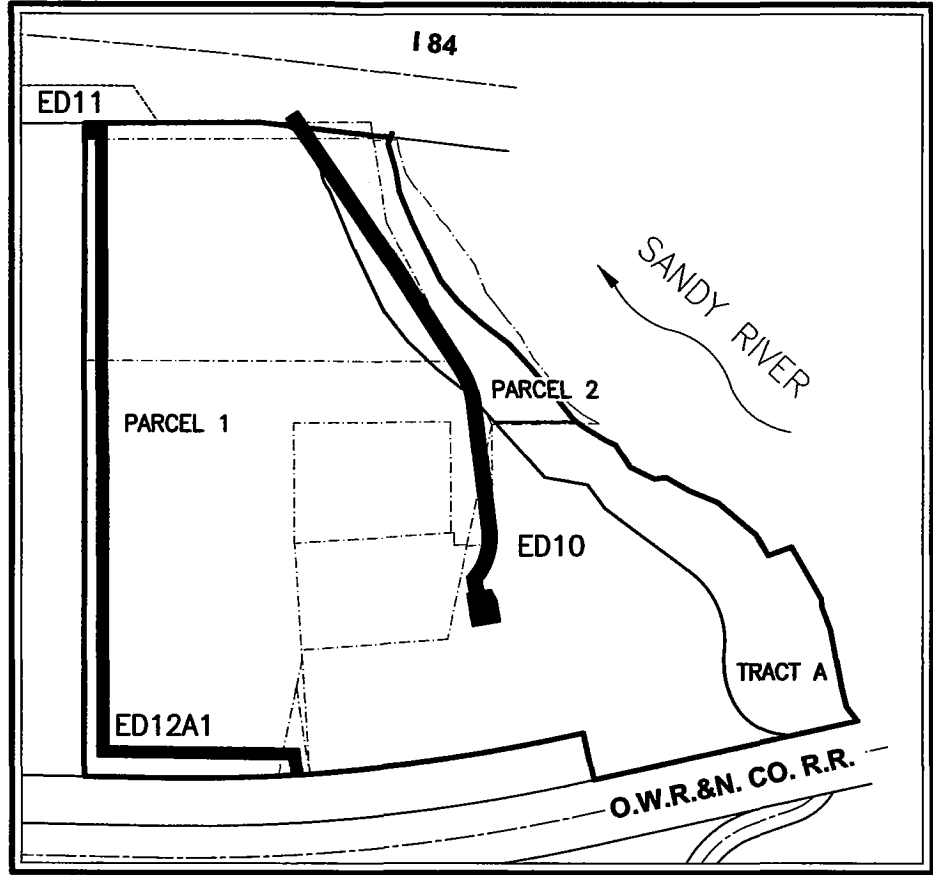 I 84
ED11
SANDY RIVER
PARCEL 2
PARCEL 1
ED10
TRACT A
ED12A1
O.W.R.&N. CO. R.R.